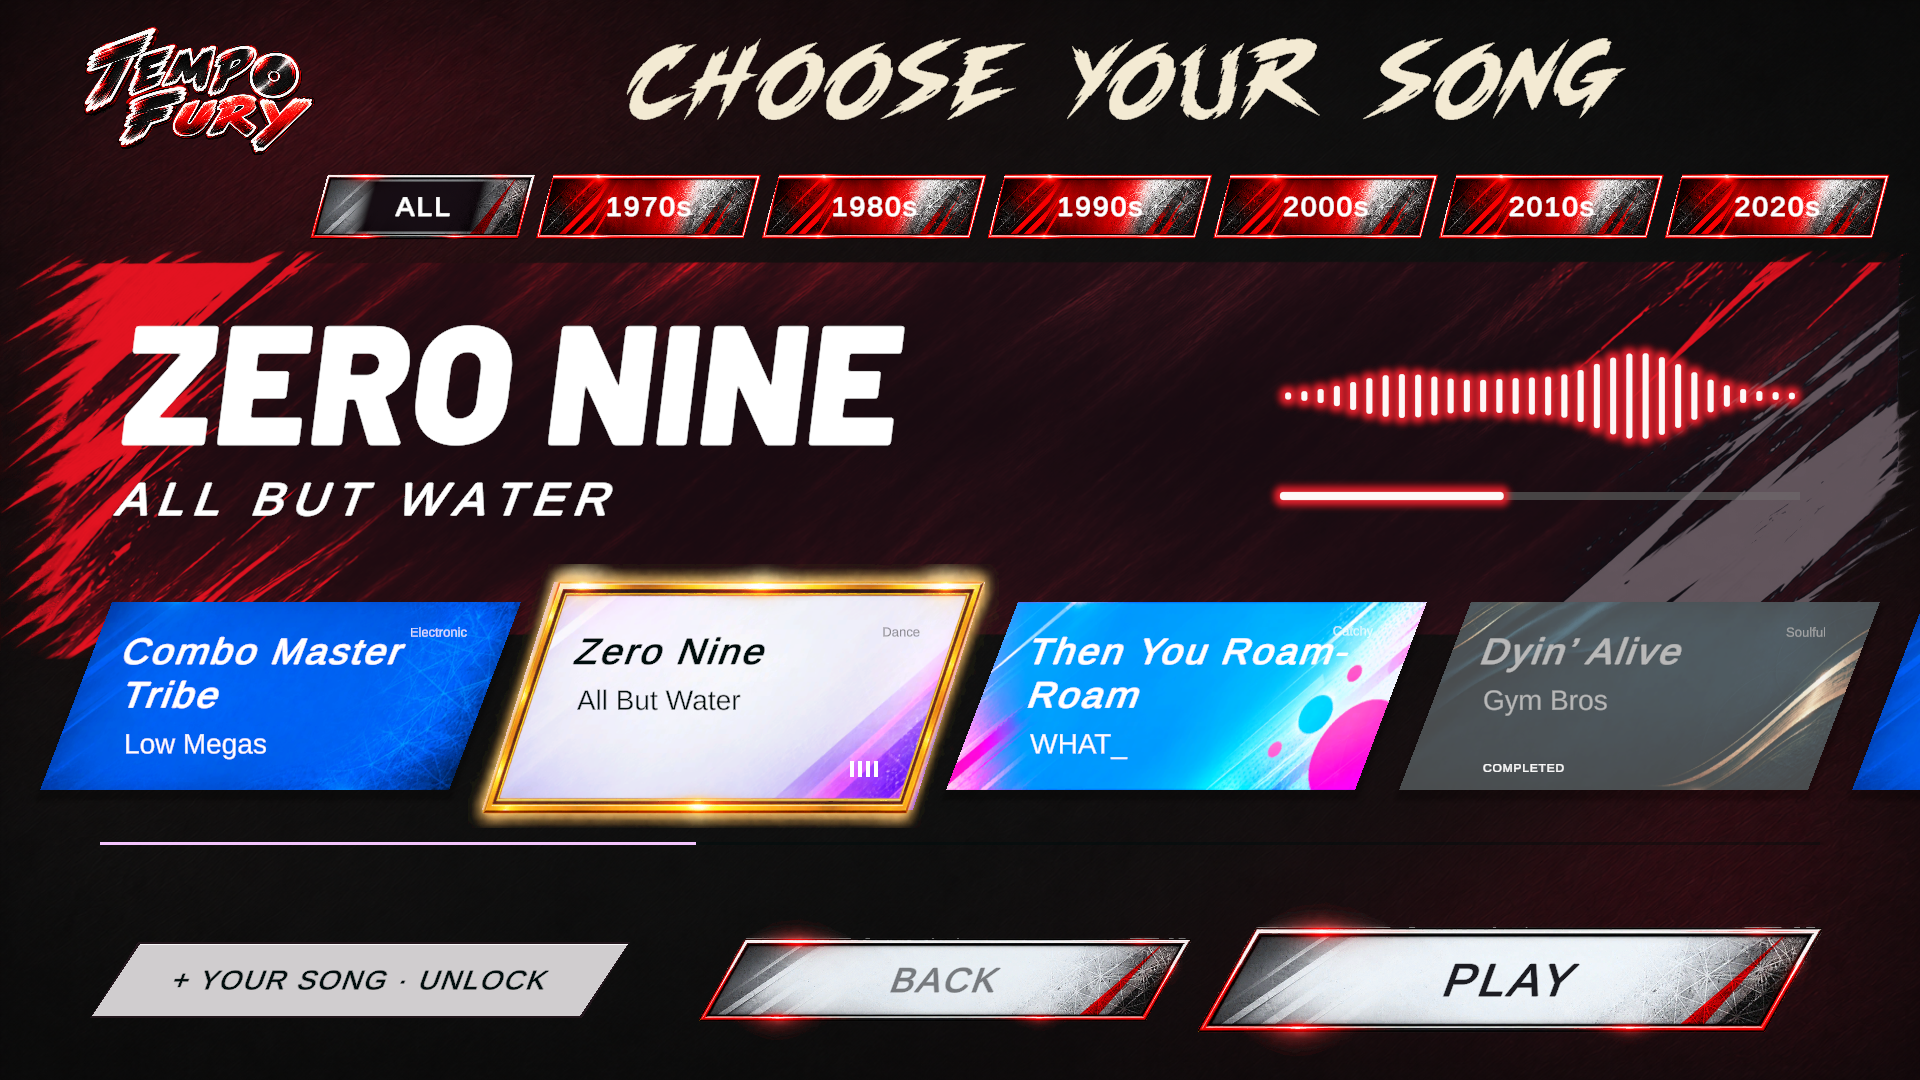 TEMPO
FURY
CHOOSE YOUR SONG
ALL
1970s
1980s
1990s
2000s
2010s
2020s
ZERO NINE
ALL BUT WATER
Combo Master
Tribe
Electronic
Low Megas
Zero Nine
Dance
All But Water
Then You Roam-
Roam
Catchy
WHAT_
Dyin’ Alive
Soulful
Gym Bros
COMPLETED
+ YOUR SONG · UNLOCK
BACK
PLAY